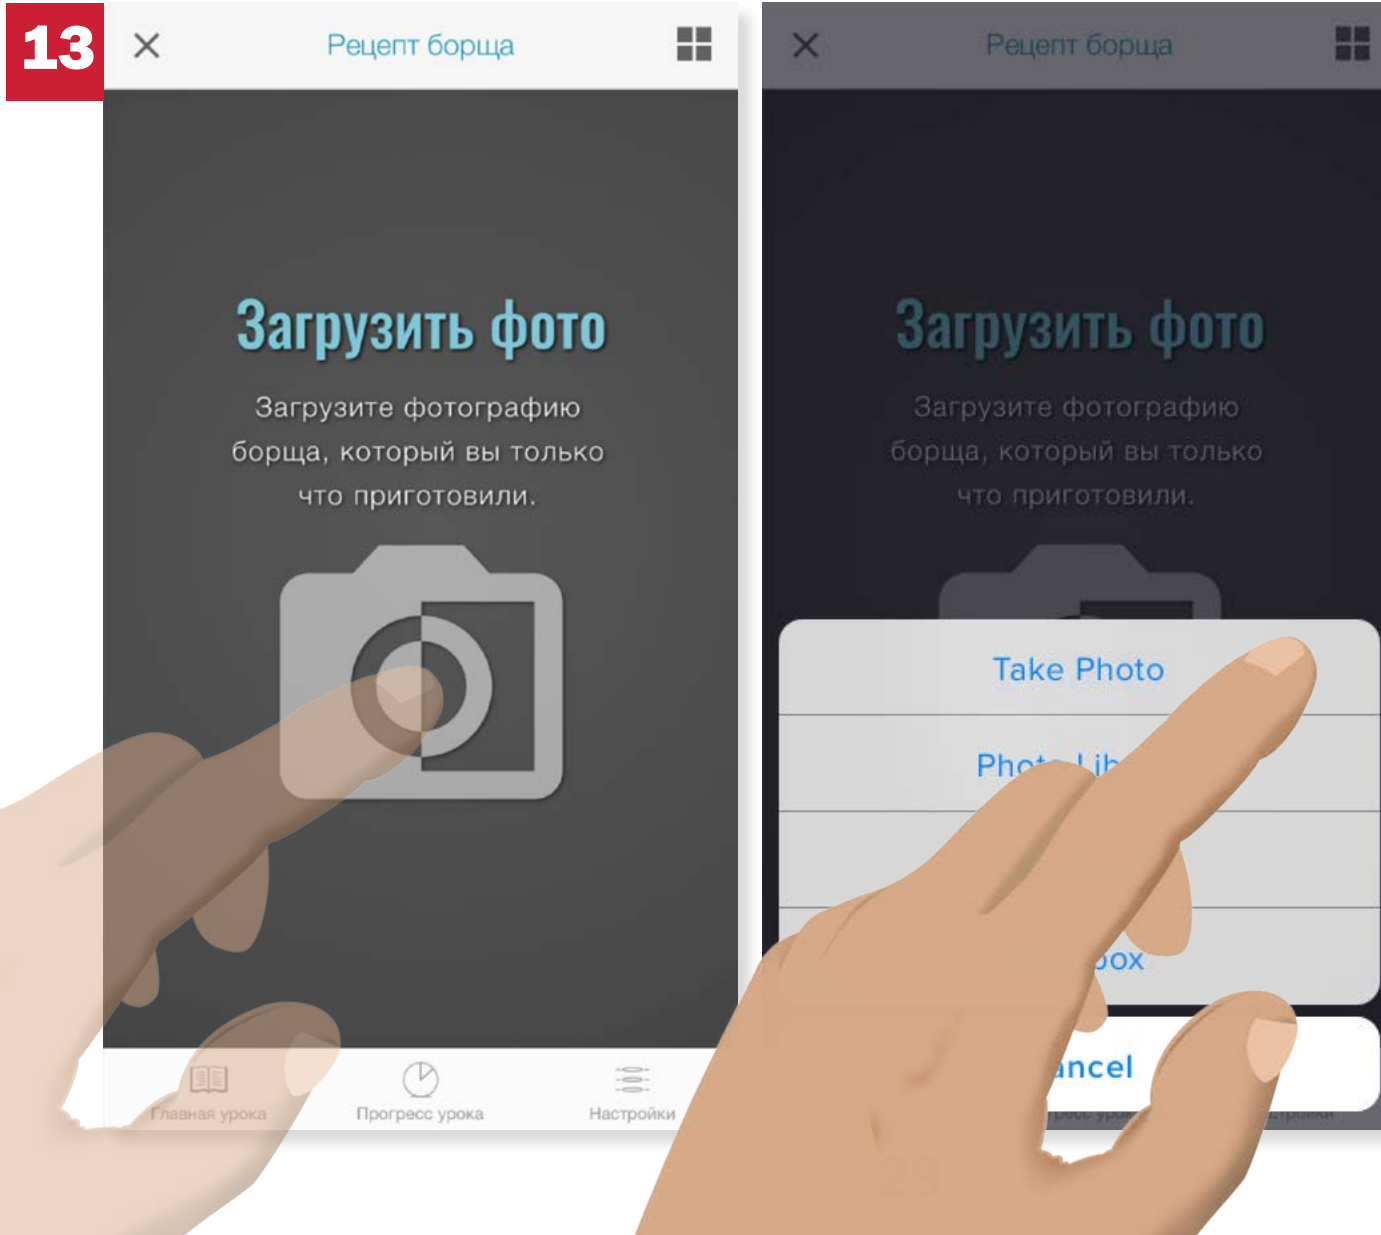 13
Рецепт борща
Загрузить фото
Загрузите фотографию
борща, который вы только
что приготовили.
Главная урока
Прогресс урока
Настройки
Рецепт борща
Загрузить фото
Загрузите фотографию
борща, который вы только
что приготовили.
Take Photo
29